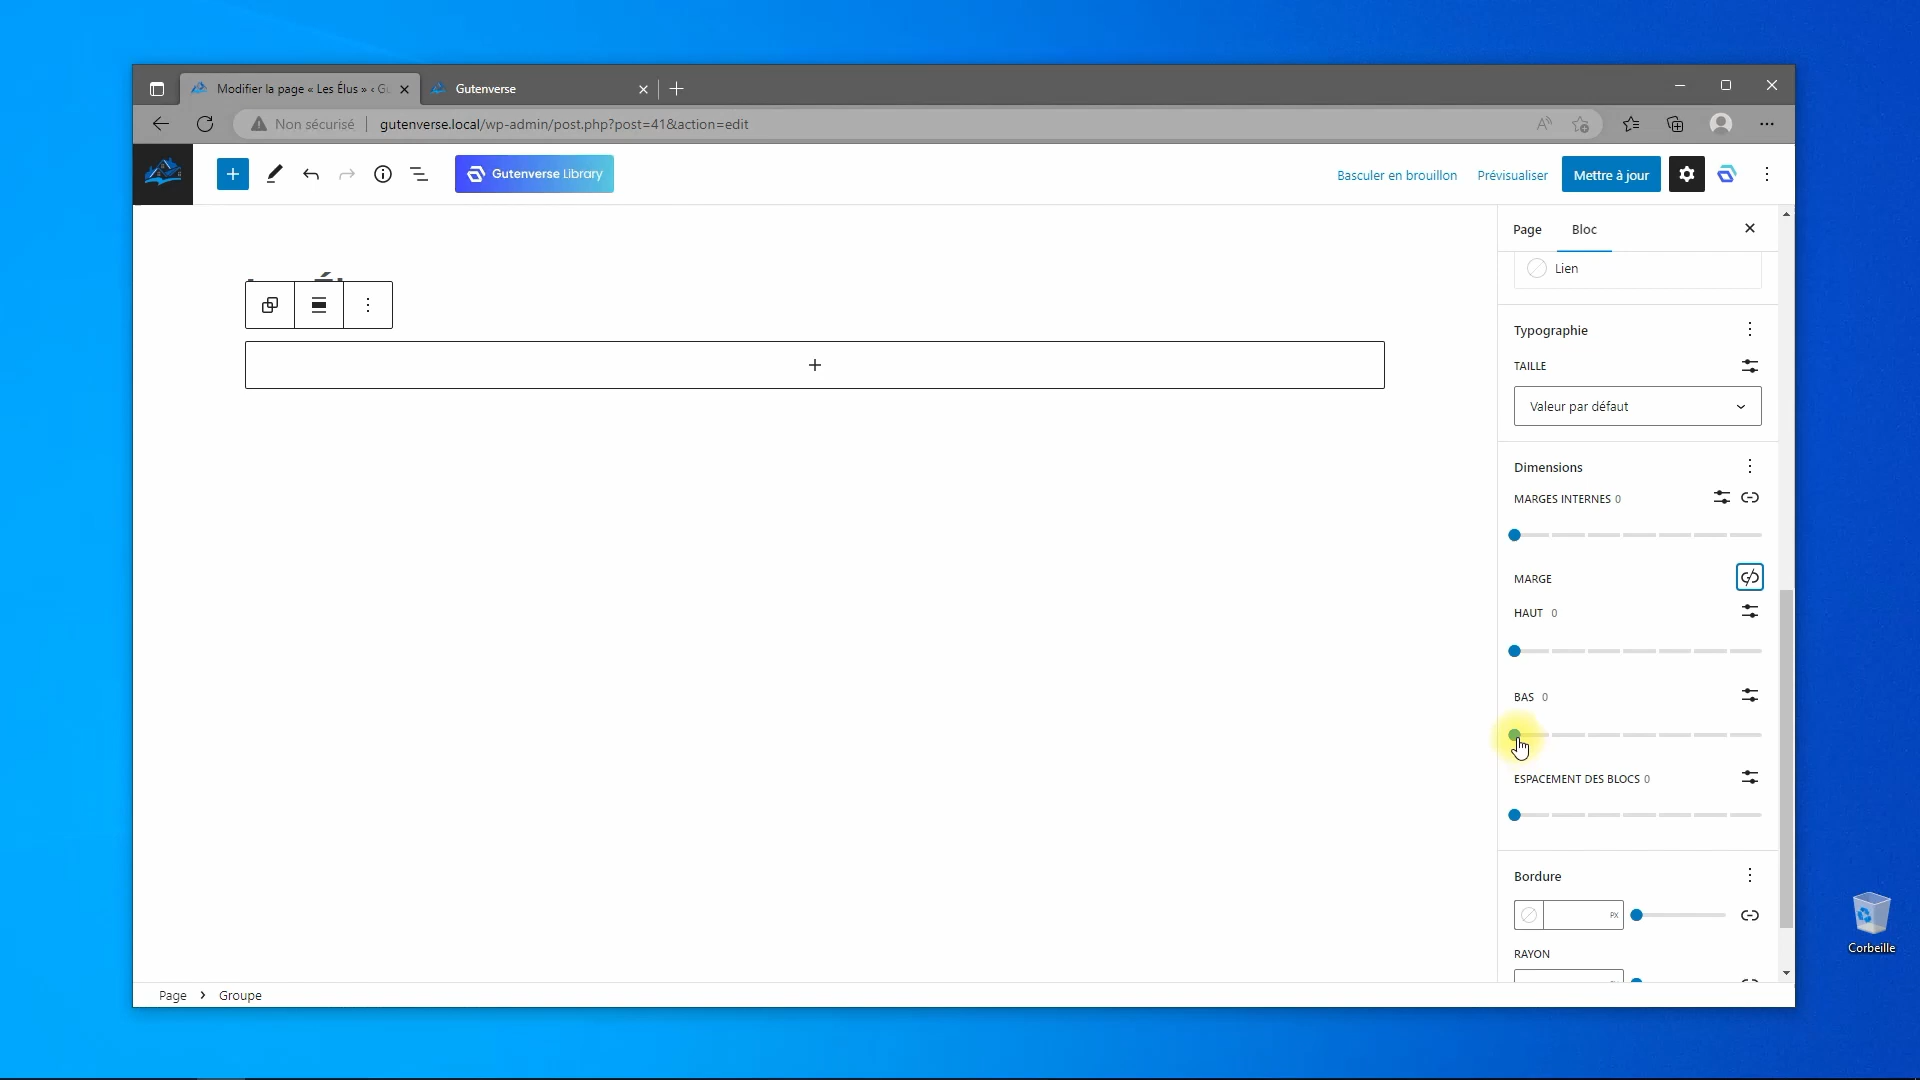 Modifier la page « Les Élus » ‹ Gu
Gutenverse
Non sécurisé
gutenverse.local/wp-admin/post.php?post=41&action=edit
Gutenverse Library
Basculer en brouillon
Prévisualiser
Mettre à jour
Page
Bloc
Lien
Typographie
TAILLE
Valeur par défaut
Dimensions
MARGES INTERNES 0
MARGE
HAUT 0
BAS 0
ESPACEMENT DES BLOCS 0
Bordure
PX
RAYON
Corbeille
Page › Groupe